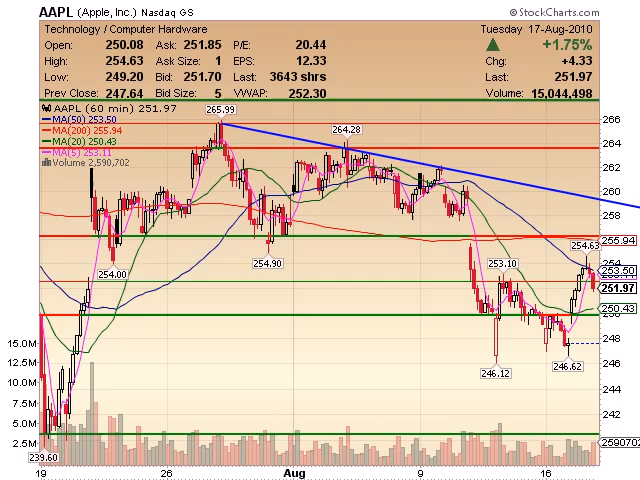 AAPL (Apple, Inc.) Nasdaq GS © StockCharts.com
Technology / Computer Hardware Tuesday 17-Aug-2010
Open: 250.08 Ask: 251.85 P/E: 20.44 +1.75%
High: 254.63 Ask Size: 1 EPS: 12.33 Chg: +4.33
Low: 249.20 Bid: 251.70 Last: 3643 shrs Last: 251.97
Prev Close: 247.64 Bid Size: 5 VWAP: 252.30 Volume: 15,044,498
AAPL (60 min) 251.97
MA(50) 253.50
MA(200) 255.94
MA(20) 250.43
MA(5) 253.11
Volume 2,590,702
265.99
264.28
254.00
254.90
253.10
254.63
246.12
246.62
239.60
266
264
262
260
258
255.94
254
253.50
251.97
250.43
250
248
246
244
242
2590702
15.0M
12.5M
10.0M
7.5M
5.0M
2.5M
19 26 Aug 9 16